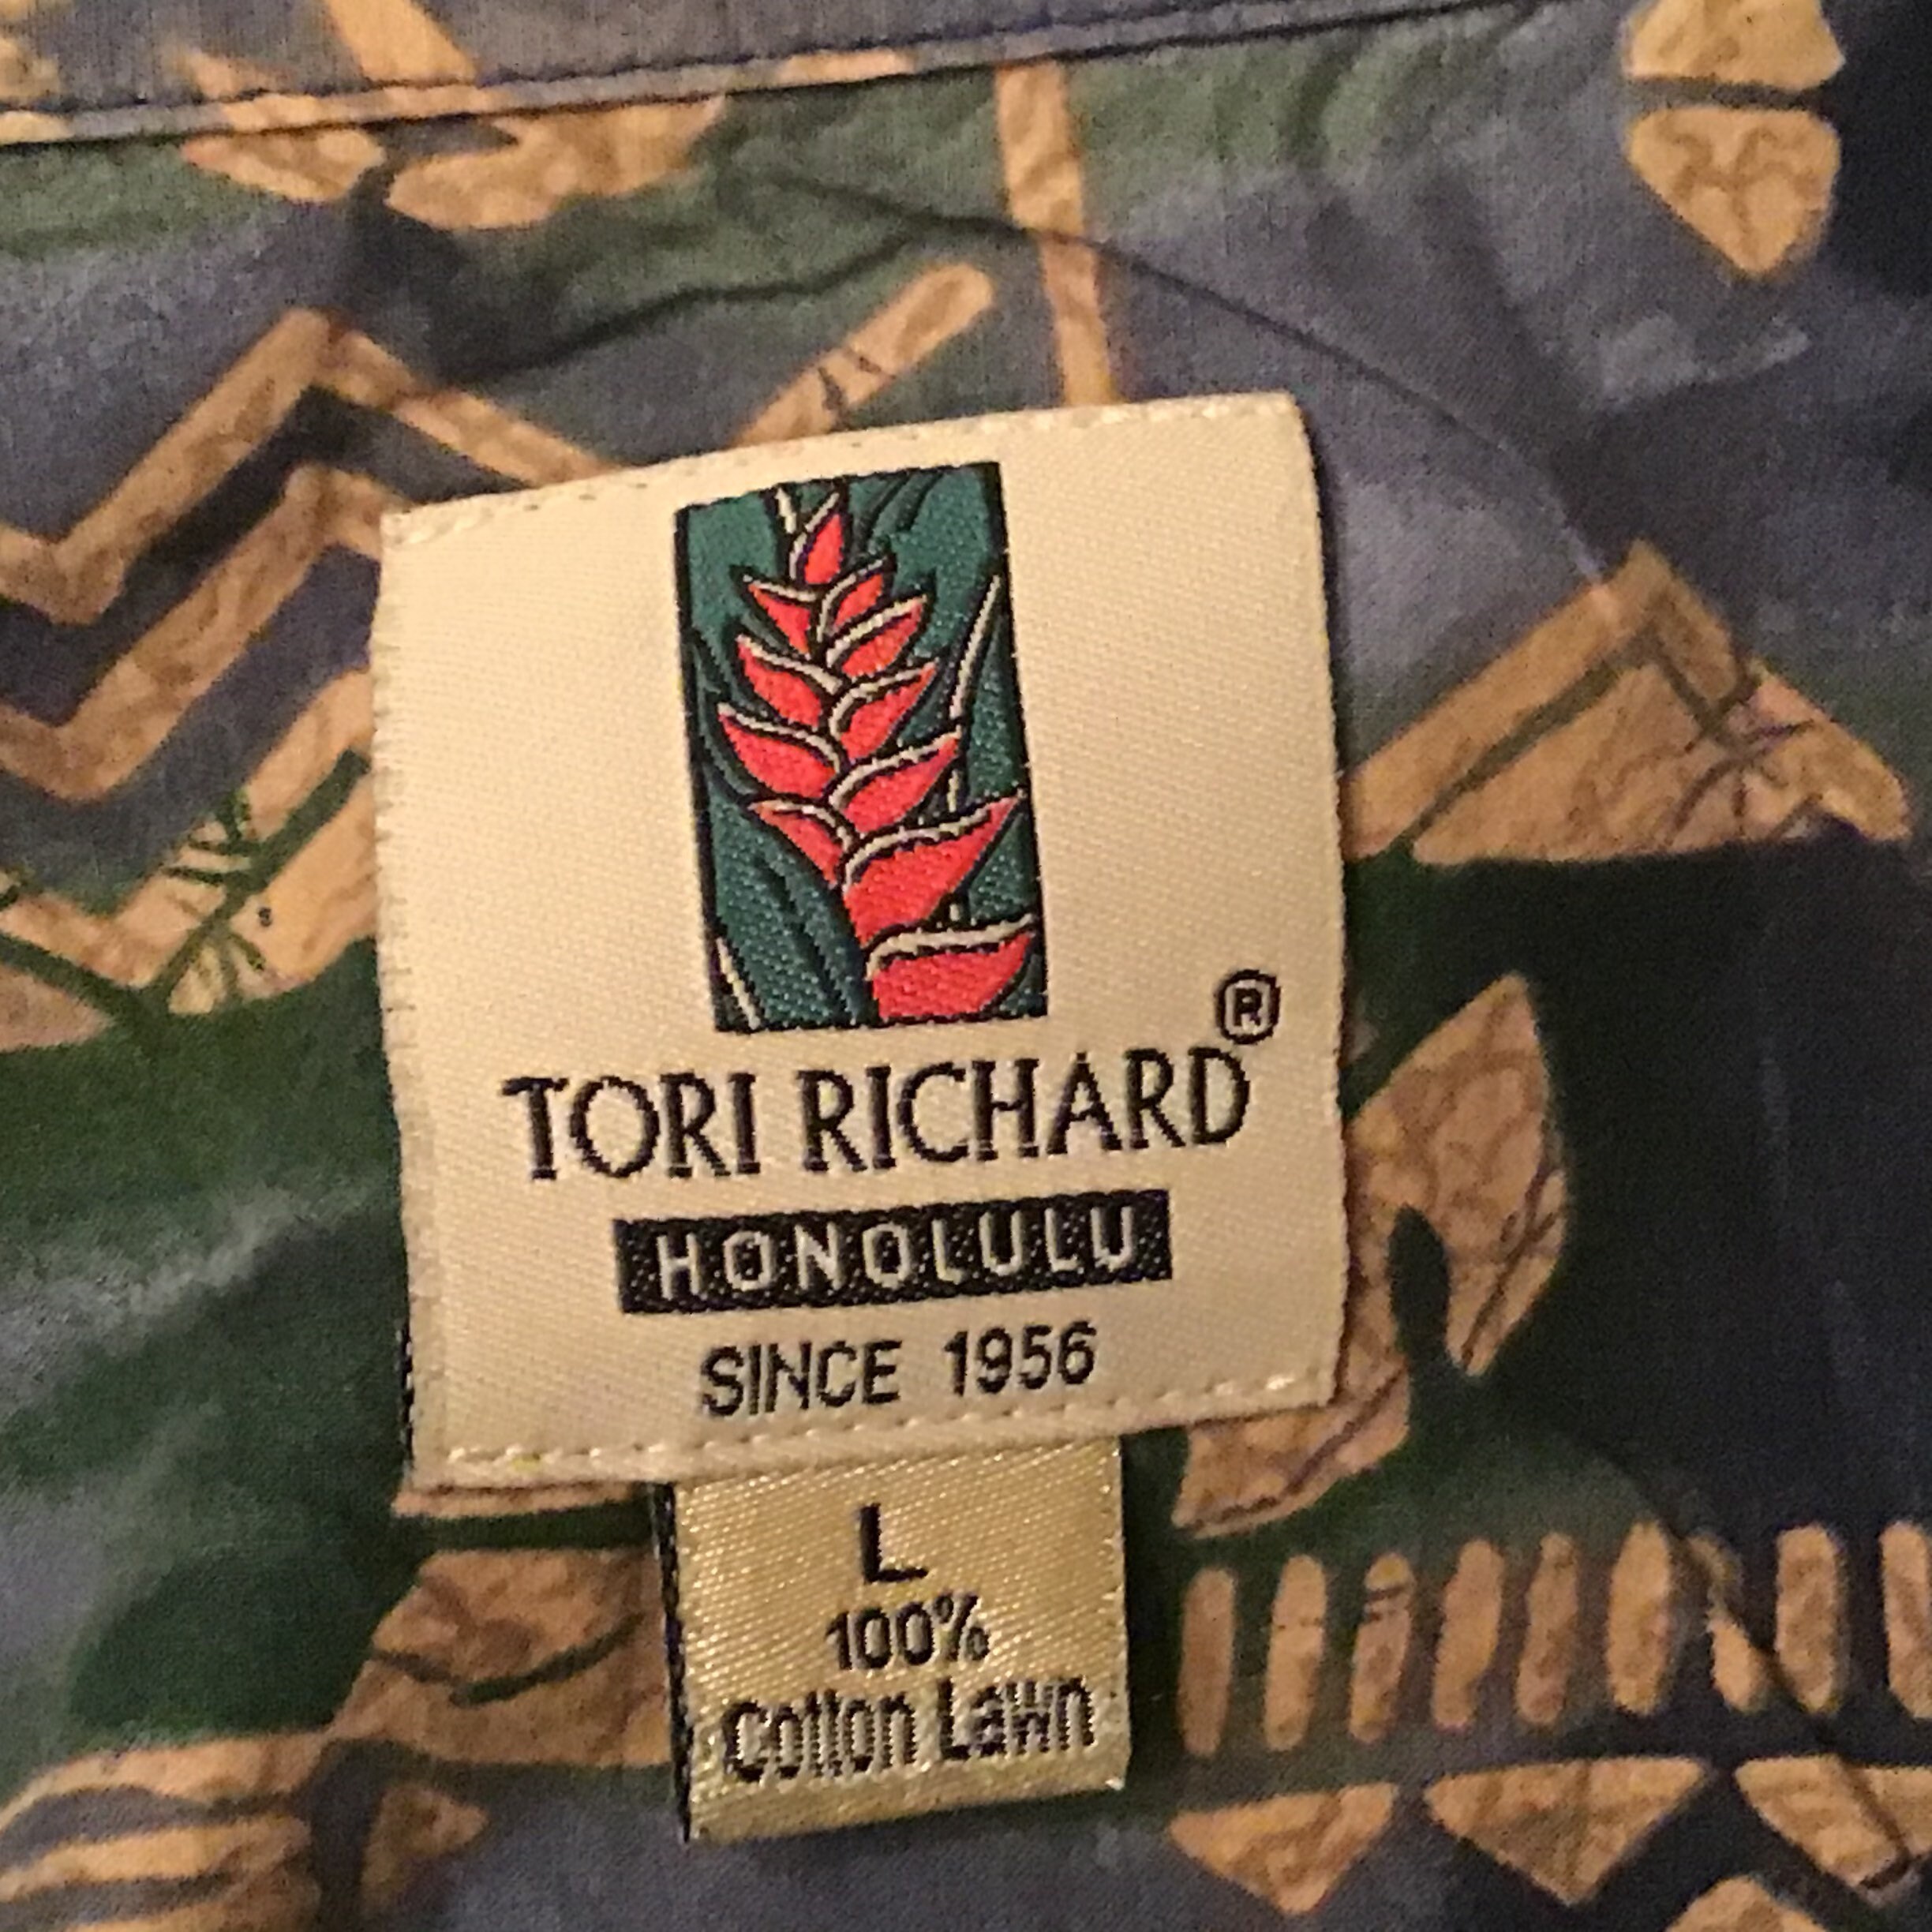 TORI RICHARD®
HONOLULU
SINCE 1956
L
100%
Cotton Lawn